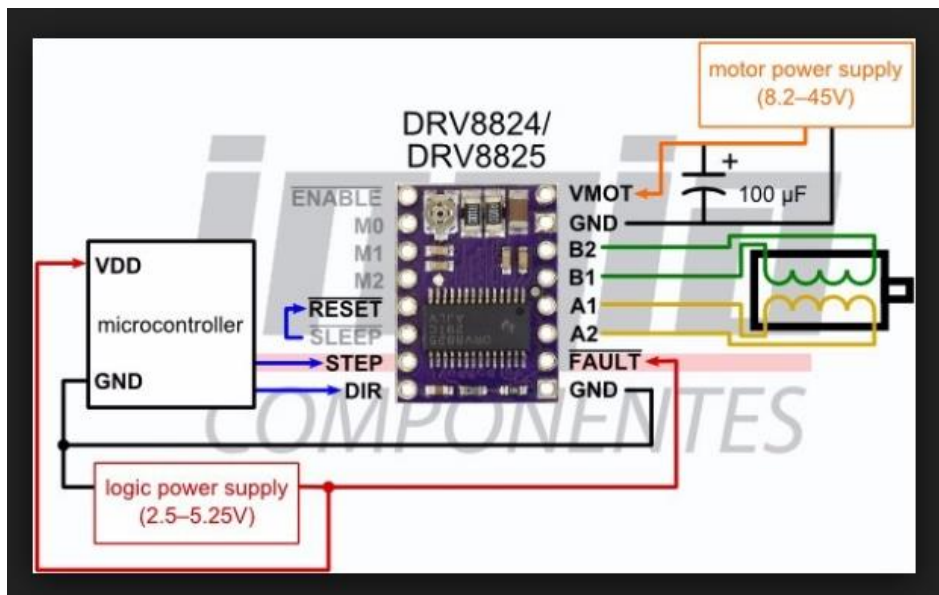 motor power supply
(8.2–45V)
DRV8824/
DRV8825
ENABLE
M0
M1
M2
RESET
SLEEP
STEP
DIR
VMOT
GND
B2
B1
A1
A2
FAULT
GND
+
100 µF
VDD
microcontroller
GND
logic power supply
(2.5–5.25V)
COMPONENTES